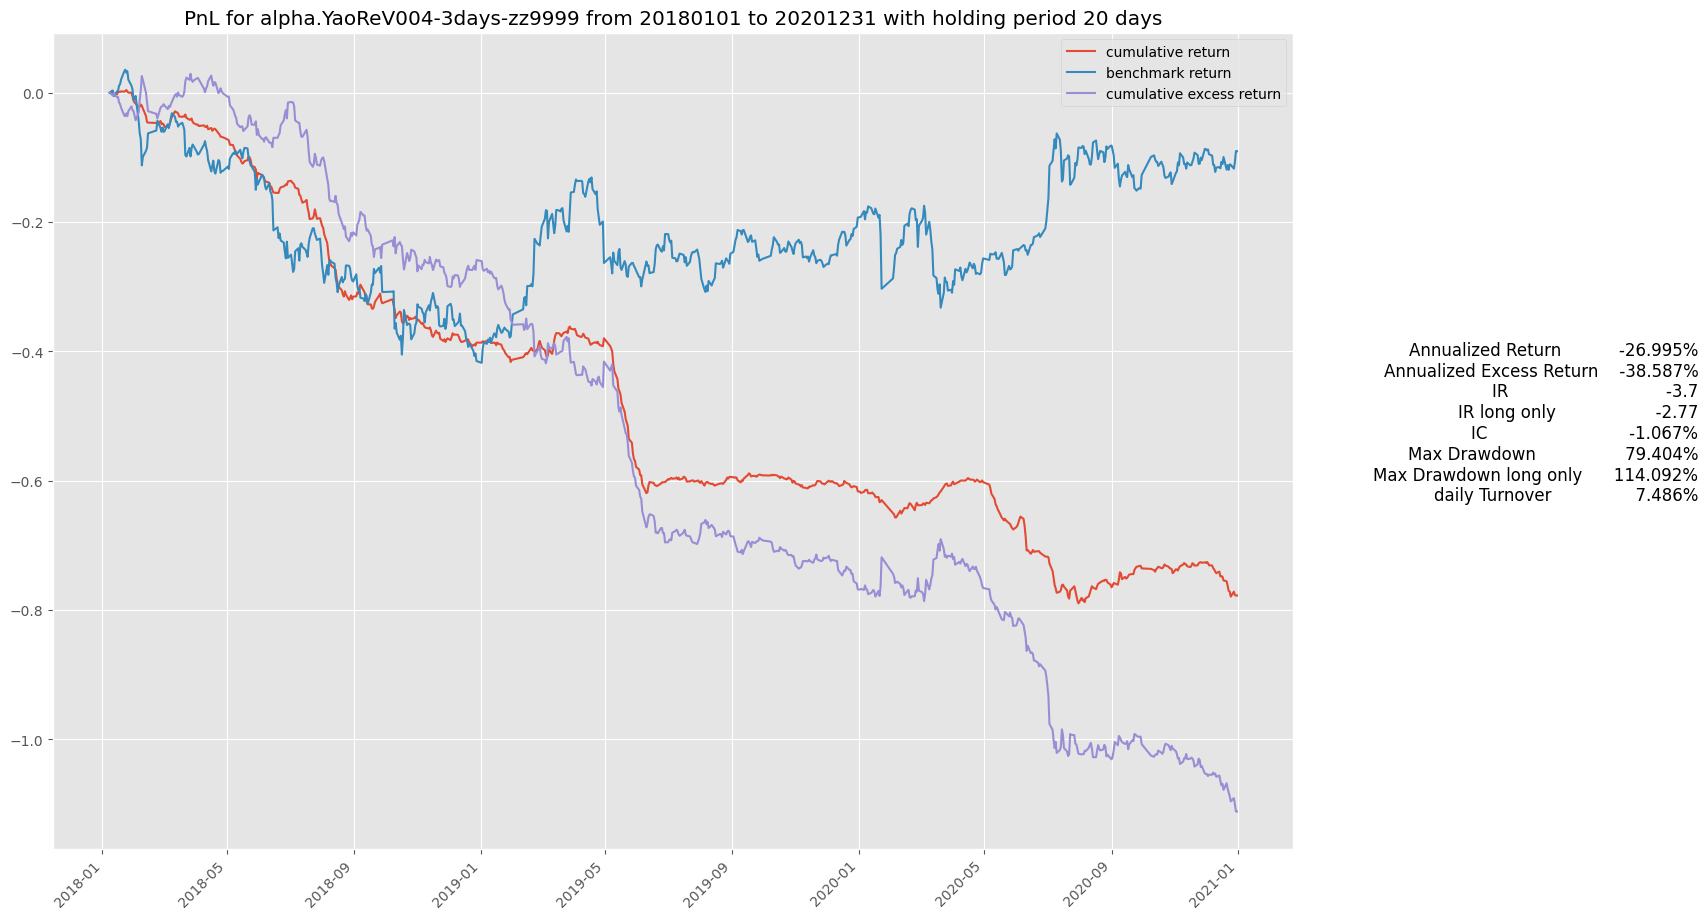 PnL for alpha.YaoReV004-3days-zz9999 from 20180101 to 20201231 with holding period 20 days
cumulative return
benchmark return
cumulative excess return
0.0
−0.2
−0.4
−0.6
−0.8
−1.0
2018-01
2018-05
2018-09
2019-01
2019-05
2019-09
2020-01
2020-05
2020-09
2021-01
Annualized Return -26.995%
Annualized Excess Return -38.587%
IR -3.7
IR long only -2.77
IC -1.067%
Max Drawdown 79.404%
Max Drawdown long only 114.092%
daily Turnover 7.486%